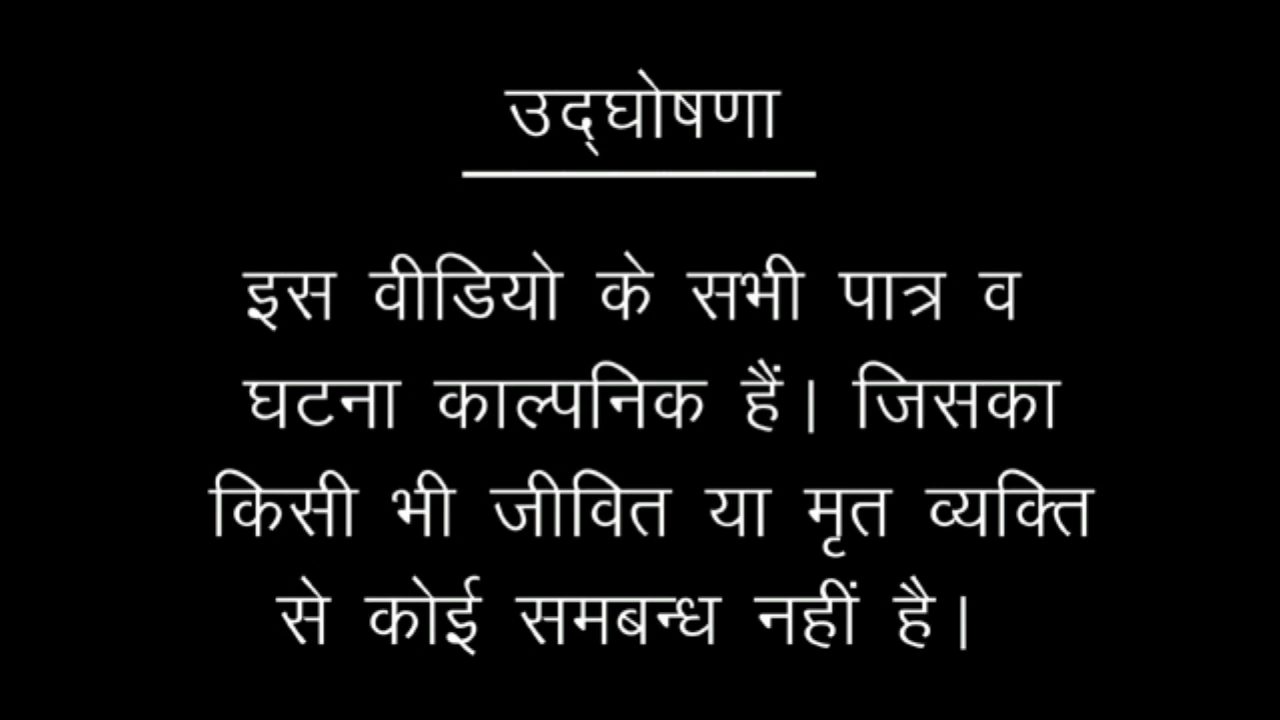 उद्घोषणा
इस वीडियो के सभी पात्र व
घटना काल्पनिक हैं। जिसका
किसी भी जीवित या मृत व्यक्ति
से कोई समबन्ध नहीं है।